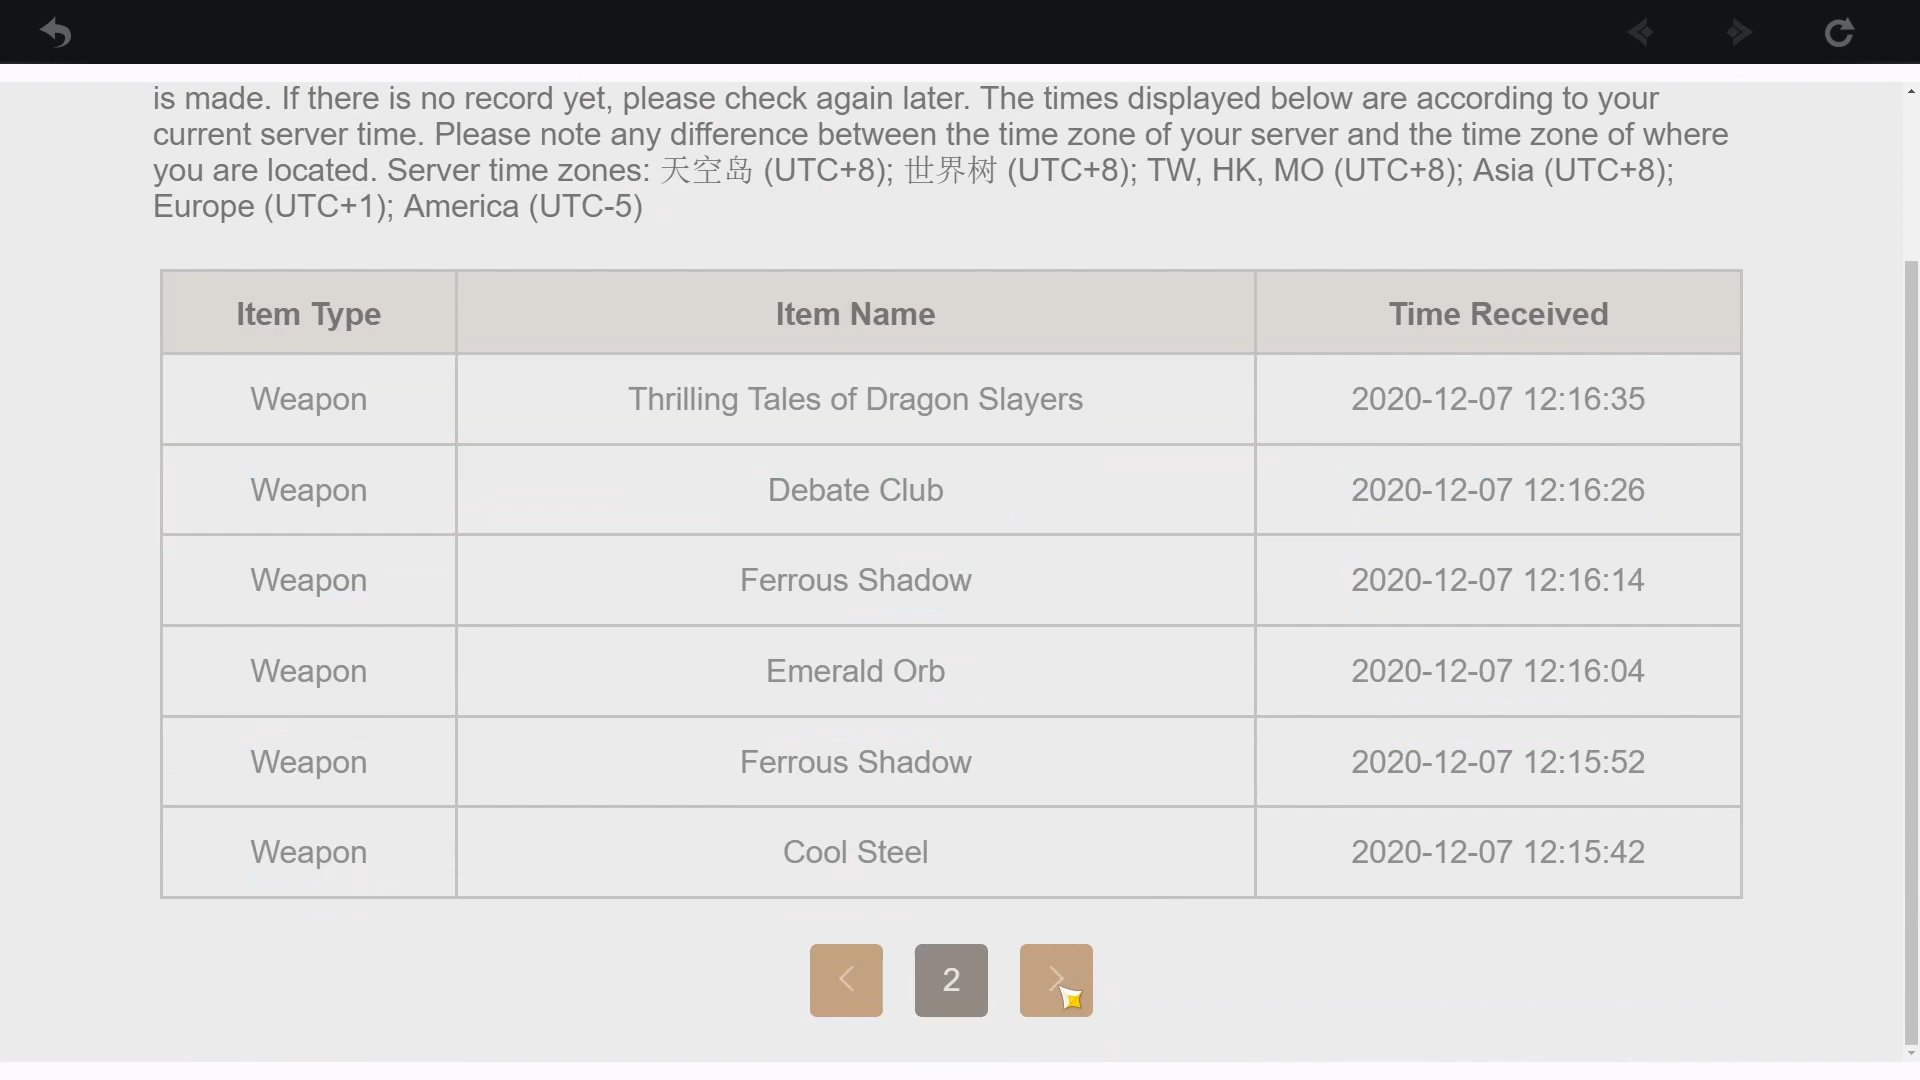 is made. If there is no record yet, please check again later. The times displayed below are according to your
current server time. Please note any difference between the time zone of your server and the time zone of where
you are located. Server time zones: 天空岛 (UTC+8); 世界树 (UTC+8); TW, HK, MO (UTC+8); Asia (UTC+8);
Europe (UTC+1); America (UTC-5)
Item Type Item Name Time Received
Weapon Thrilling Tales of Dragon Slayers 2020-12-07 12:16:35
Weapon Debate Club 2020-12-07 12:16:26
Weapon Ferrous Shadow 2020-12-07 12:16:14
Weapon Emerald Orb 2020-12-07 12:16:04
Weapon Ferrous Shadow 2020-12-07 12:15:52
Weapon Cool Steel 2020-12-07 12:15:42
2